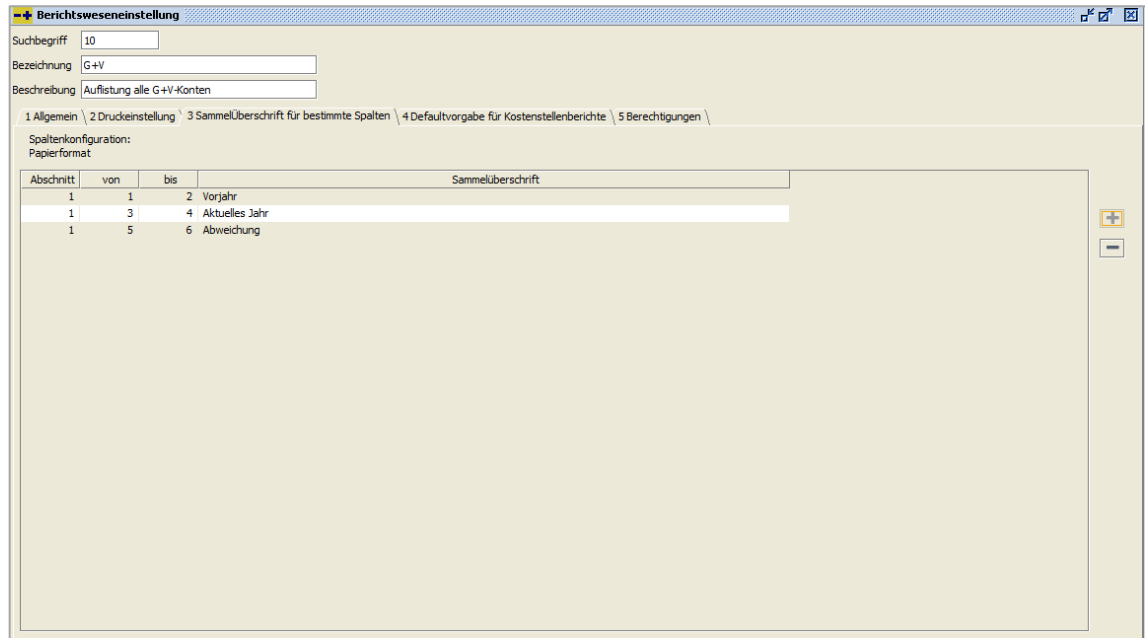 Berichtsweseneinstellung
Suchbegriff 10
Bezeichnung G+V
Beschreibung Auflistung alle G+V-Konten
1 Allgemein \ 2 Druckeinstellung \ 3 SammelÜberschrift für bestimmte Spalten \ 4 Defaultvorgabe für Kostenstellenberichte \ 5 Berechtigungen \
Spaltenkonfiguration:
Papierformat
Abschnitt von bis Sammelüberschrift
1 1 2 Vorjahr
1 3 4 Aktuelles Jahr
1 5 6 Abweichung